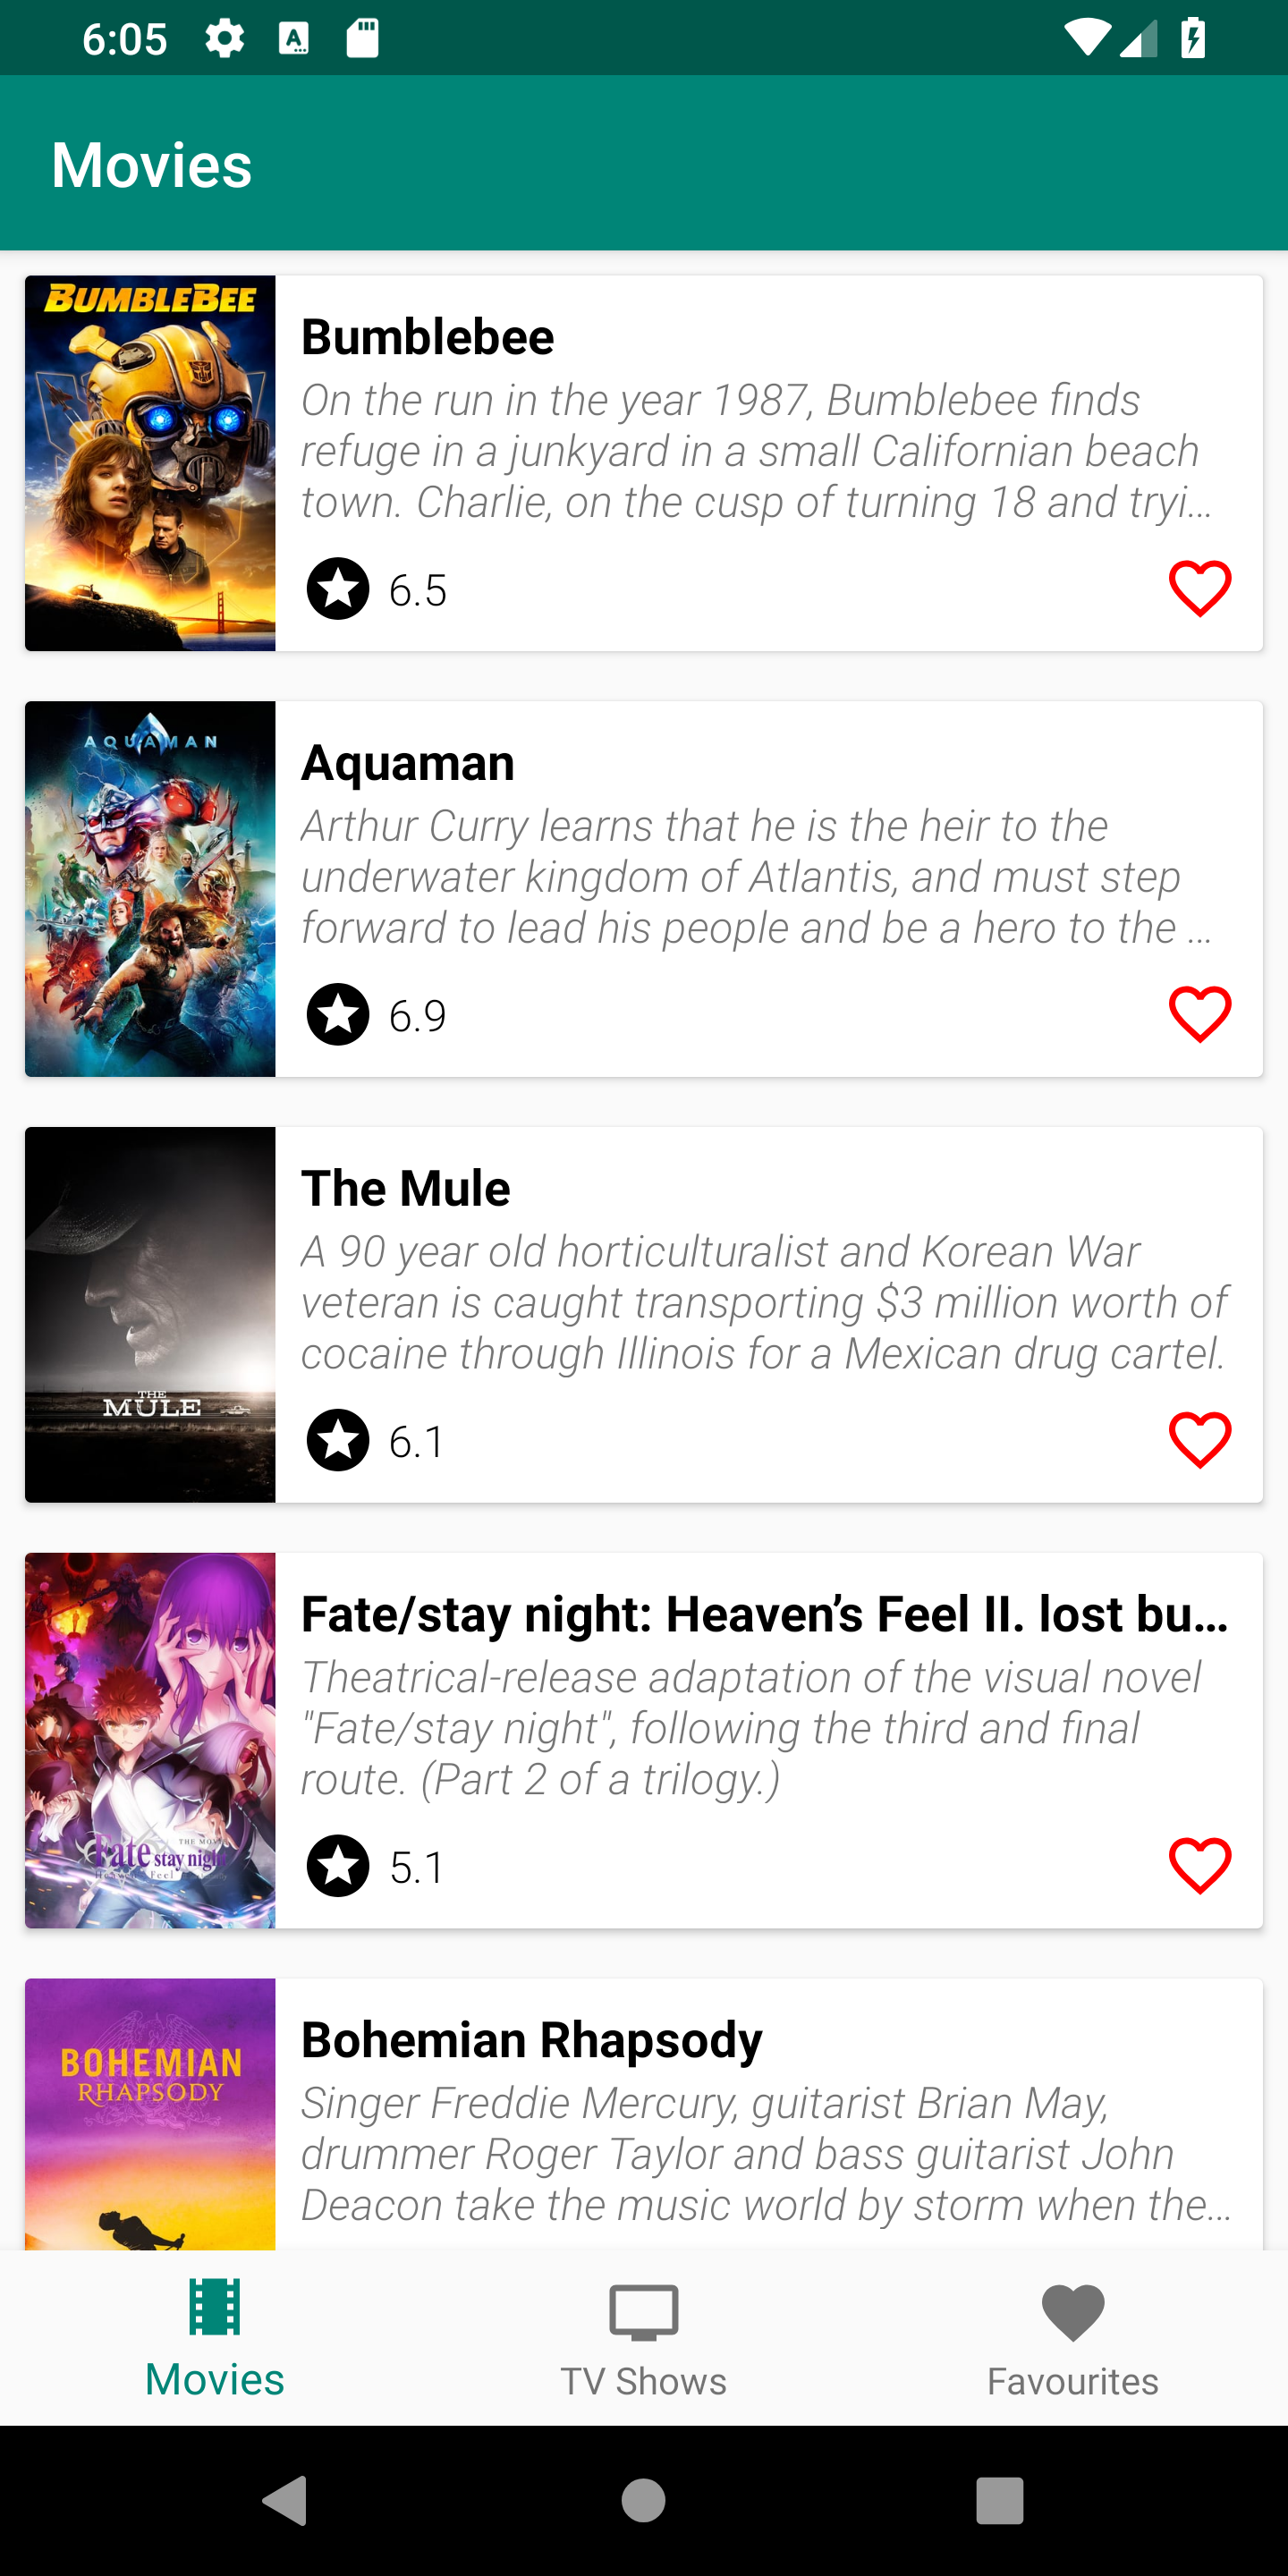 6:05
Movies
BUMBLEBEE
Bumblebee
On the run in the year 1987, Bumblebee finds
refuge in a junkyard in a small Californian beach
town. Charlie, on the cusp of turning 18 and tryi...
6.5
AQUAMAN
Aquaman
Arthur Curry learns that he is the heir to the
underwater kingdom of Atlantis, and must step
forward to lead his people and be a hero to the ...
6.9
THE
MULE
The Mule
A 90 year old horticulturalist and Korean War
veteran is caught transporting $3 million worth of
cocaine through Illinois for a Mexican drug cartel.
6.1
THE MOVIE
Fate stay night
Heaven's Feel
Fate/stay night: Heaven’s Feel II. lost bu...
Theatrical-release adaptation of the visual novel
"Fate/stay night", following the third and final
route. (Part 2 of a trilogy.)
5.1
BOHEMIAN
RHAPSODY
Bohemian Rhapsody
Singer Freddie Mercury, guitarist Brian May,
drummer Roger Taylor and bass guitarist John
Deacon take the music world by storm when the...
Movies
TV Shows
Favourites